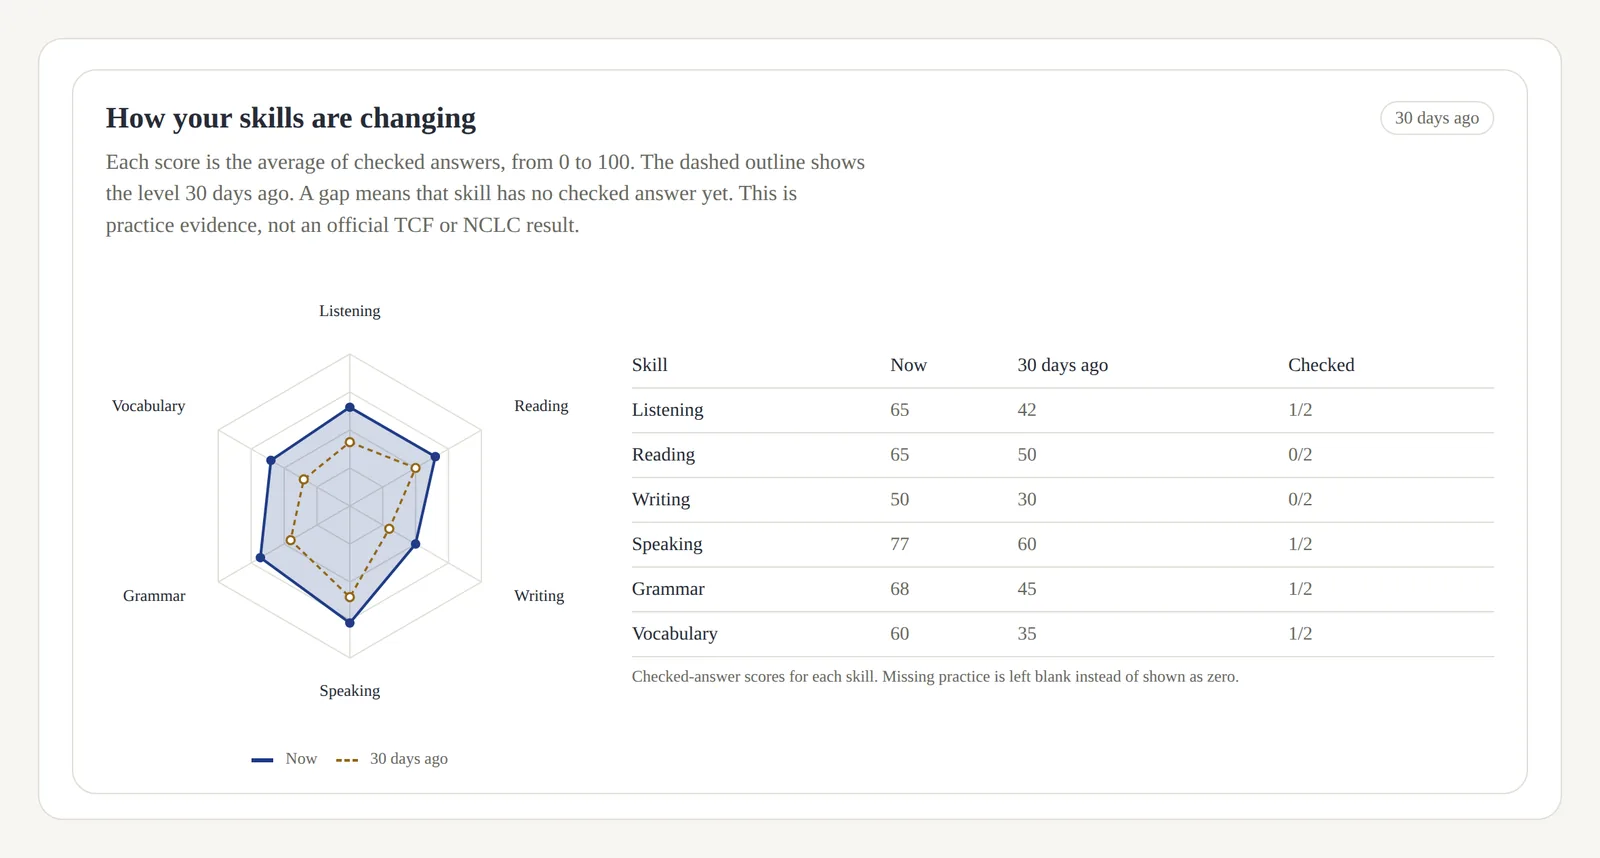 How your skills are changing
30 days ago
Each score is the average of checked answers, from 0 to 100. The dashed outline shows
the level 30 days ago. A gap means that skill has no checked answer yet. This is
practice evidence, not an official TCF or NCLC result.
Listening
Vocabulary
Reading
Grammar
Writing
Speaking
Now
30 days ago
Skill Now 30 days ago Checked
Listening 65 42 1/2
Reading 65 50 0/2
Writing 50 30 0/2
Speaking 77 60 1/2
Grammar 68 45 1/2
Vocabulary 60 35 1/2
Checked-answer scores for each skill. Missing practice is left blank instead of shown as zero.